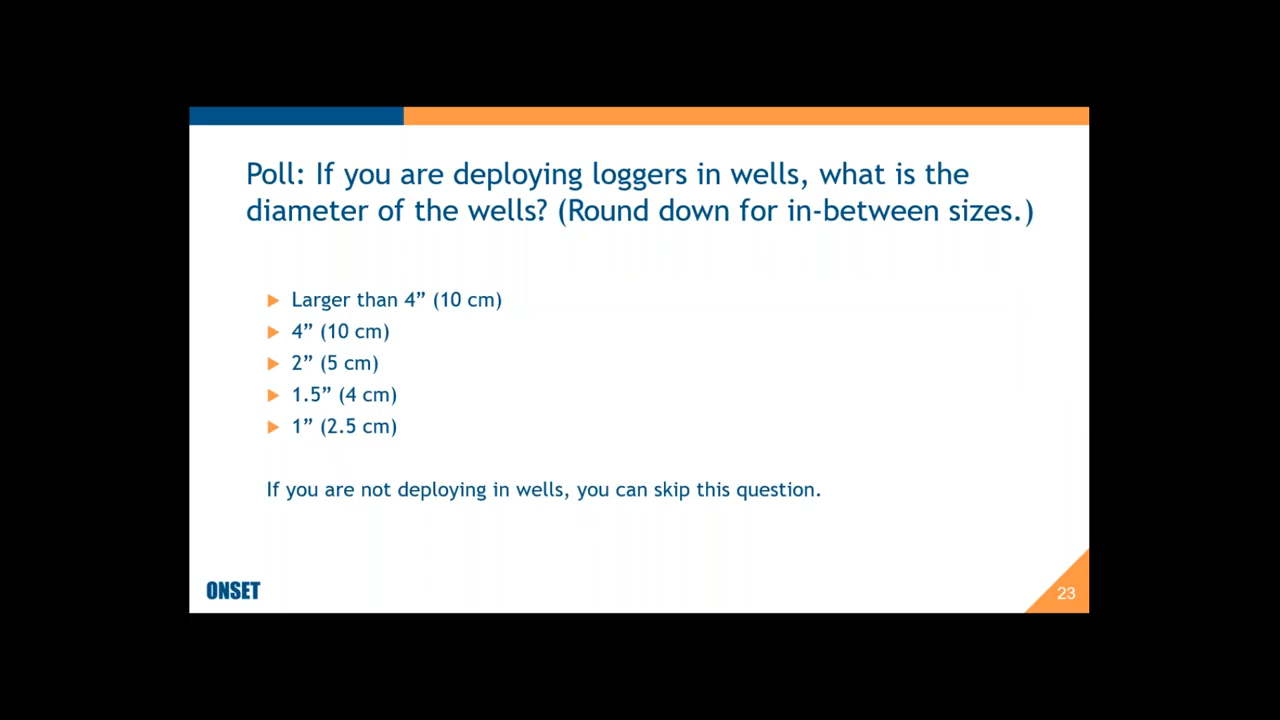 Poll: If you are deploying loggers in wells, what is the
diameter of the wells? (Round down for in-between sizes.)
Larger than 4” (10 cm)
4” (10 cm)
2” (5 cm)
1.5” (4 cm)
1” (2.5 cm)
If you are not deploying in wells, you can skip this question.
ONSET
23